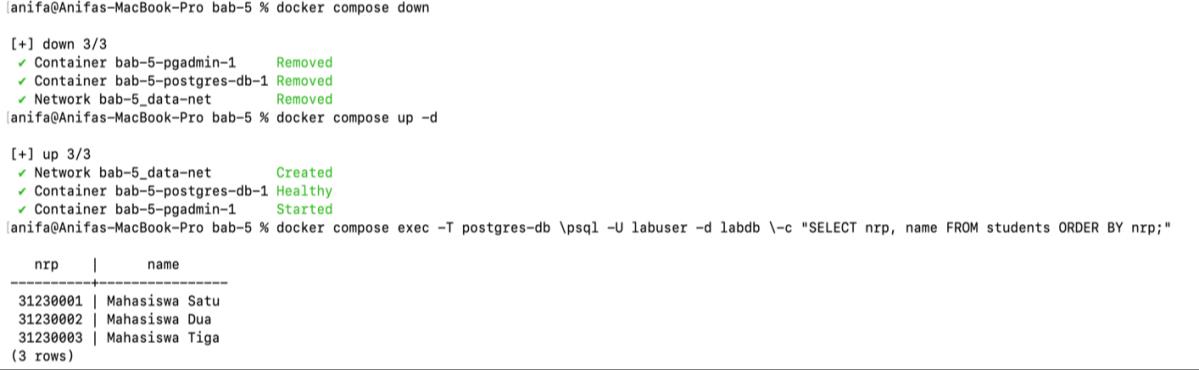 anifa@Anifas-MacBook-Pro bab-5 % docker compose down
[+] down 3/3
✔ Container bab-5-pgadmin-1 Removed
✔ Container bab-5-postgres-db-1 Removed
✔ Network bab-5_data-net Removed
anifa@Anifas-MacBook-Pro bab-5 % docker compose up -d
[+] up 3/3
✔ Network bab-5_data-net Created
✔ Container bab-5-postgres-db-1 Healthy
✔ Container bab-5-pgadmin-1 Started
anifa@Anifas-MacBook-Pro bab-5 % docker compose exec -T postgres-db \psql -U labuser -d labdb \-c "SELECT nrp, name FROM students ORDER BY nrp;"
nrp | name
----------+----------------
31230001 | Mahasiswa Satu
31230002 | Mahasiswa Dua
31230003 | Mahasiswa Tiga
(3 rows)